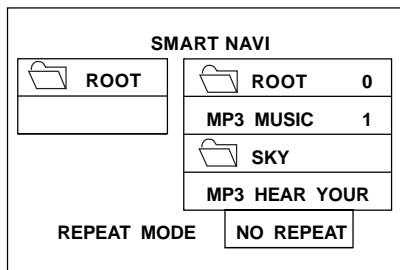 SMART NAVI
ROOT
ROOT 0
MP3 MUSIC 1
SKY
MP3 HEAR YOUR
REPEAT MODE NO REPEAT